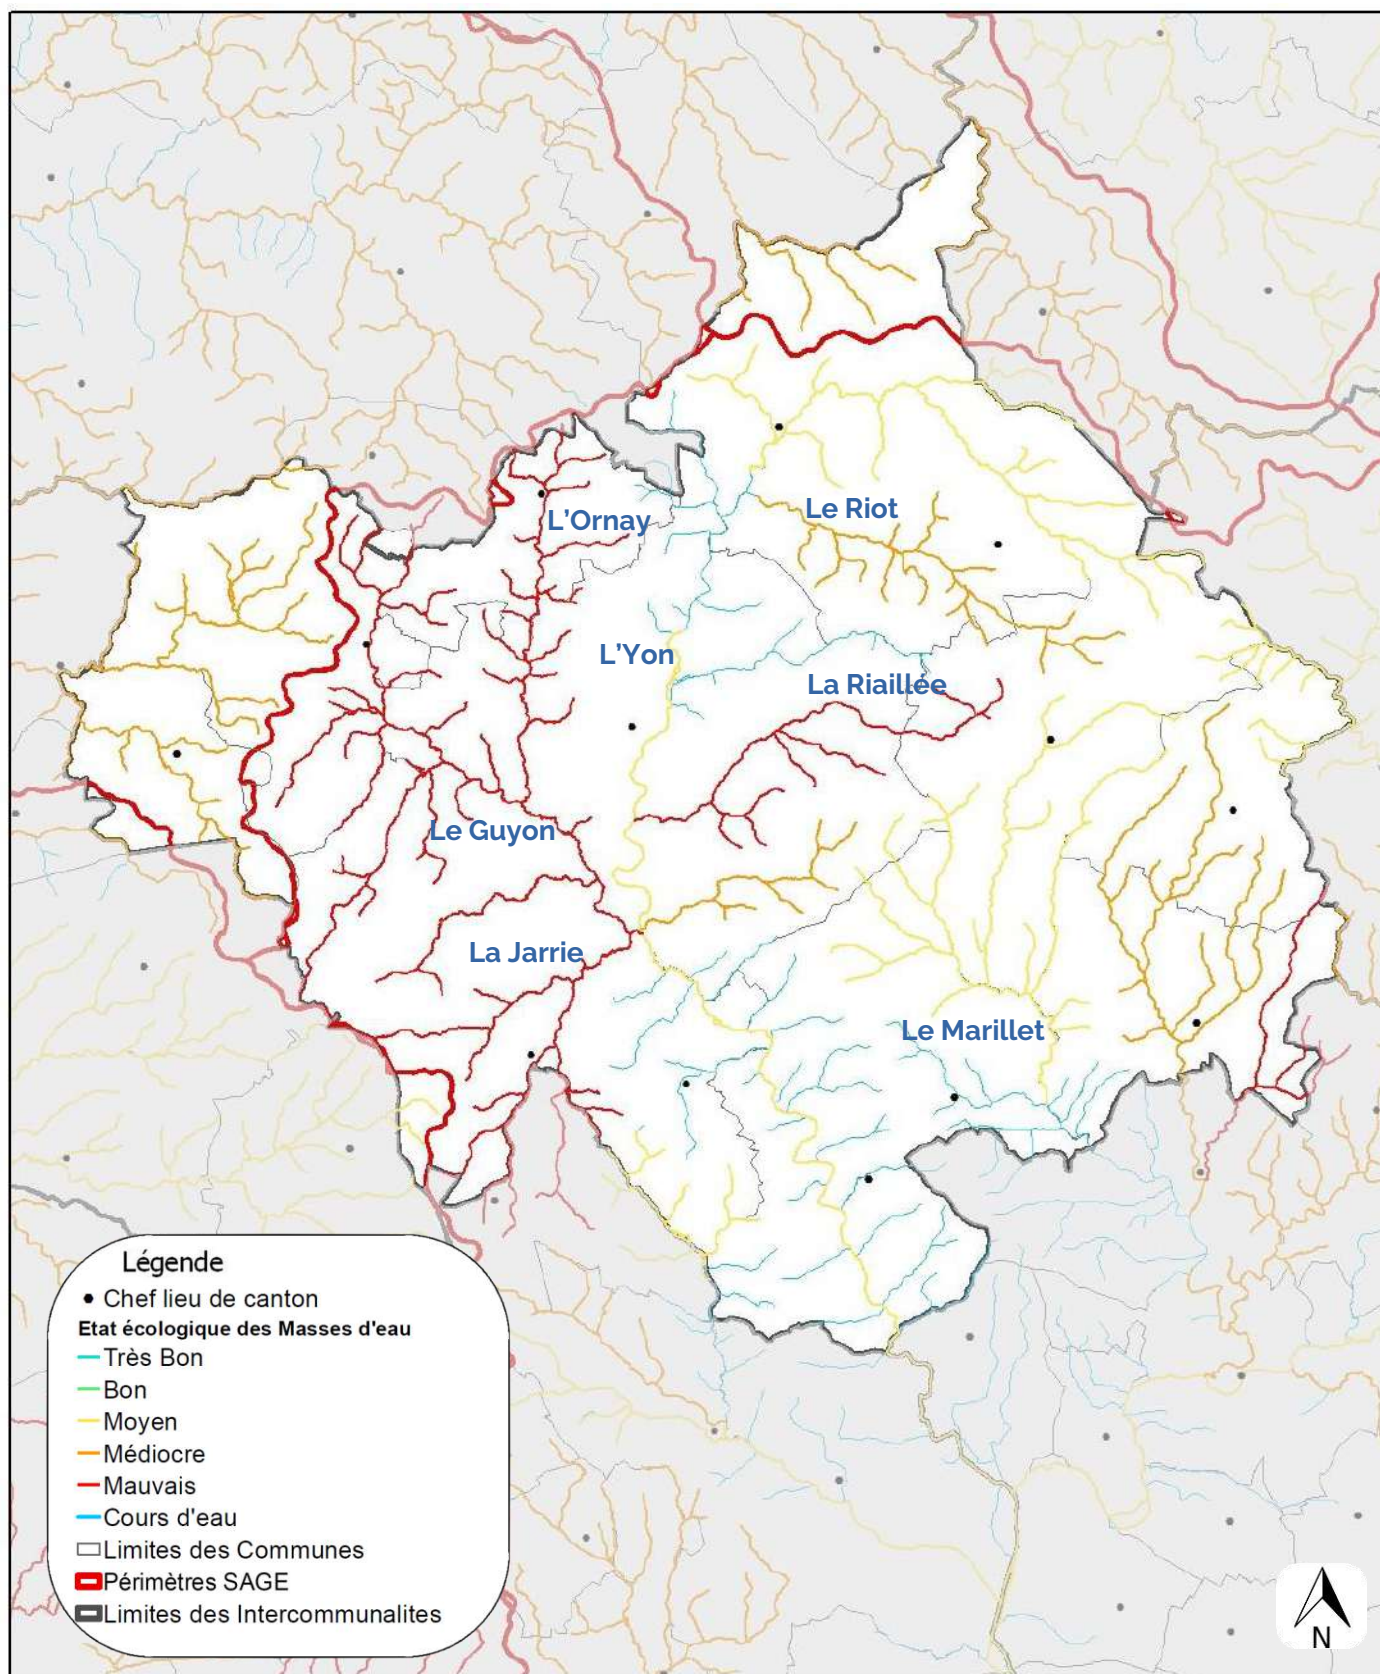 Le Riot
L'Ornay
L'Yon
La Riaillée
Le Guyon
La Jarrie
Le Marillet
Légende
Chef lieu de canton
Etat écologique des Masses d'eau
Très Bon
Bon
Moyen
Médiocre
Mauvais
Cours d'eau
Limites des Communes
Périmètres SAGE
Limites des Intercommunalites
N